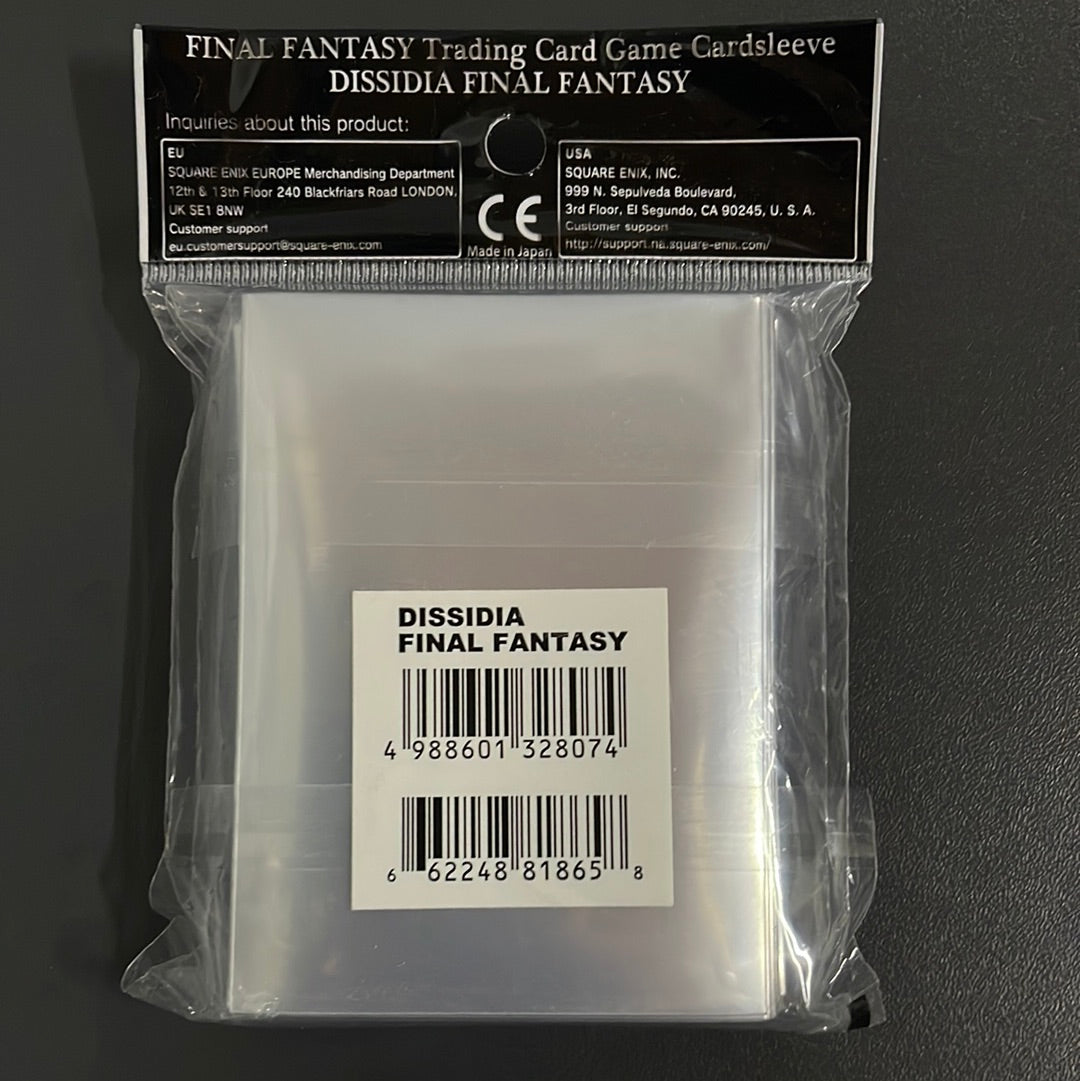 FINAL FANTASY Trading Card Game Cardsleeve
DISSIDIA FINAL FANTASY
Inquiries about this product:
EU
SQUARE ENIX EUROPE Merchandising Department
12th & 13th Floor 240 Blackfriars Road LONDON,
UK SE1 8NW
Customer support
eu.customersupport@square-enix.com
CE
Made in Japan
USA
SQUARE ENIX, INC.
999 N. Sepulveda Boulevard,
3rd Floor, El Segundo, CA 90245, U. S. A.
Customer support
http://support.na.square-enix.com/
DISSIDIA
FINAL FANTASY
4 988601 328074
6 62248 81865 8